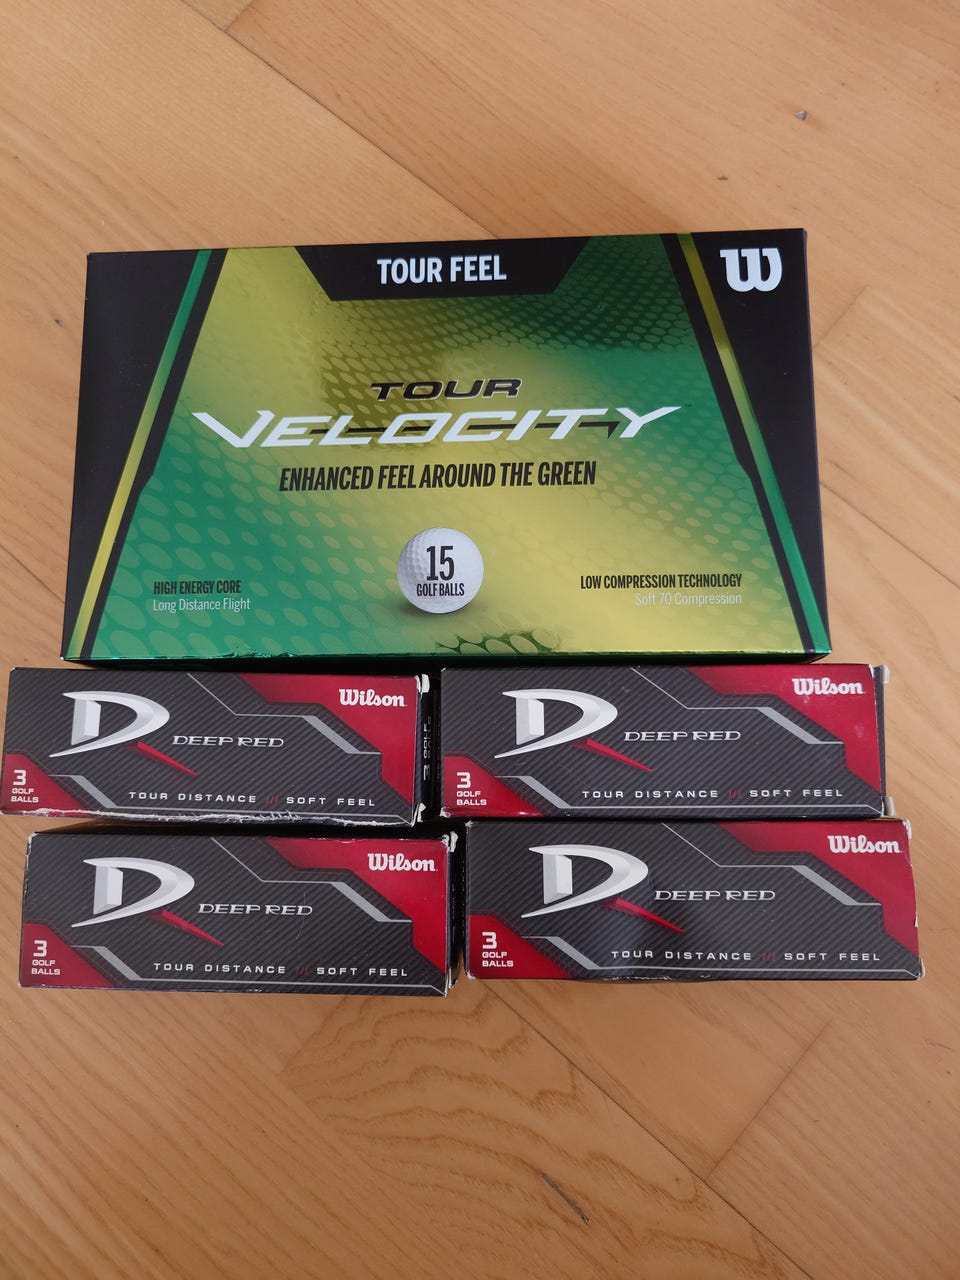 TOUR FEEL
W
TOUR
VELOCITY
ENHANCED FEEL AROUND THE GREEN
15
GOLF BALLS
HIGH ENERGY CORE
Long Distance Flight
LOW COMPRESSION TECHNOLOGY
Soft 70 Compression
Wilson
D
DEEP RED
3
GOLF
BALLS
TOUR DISTANCE /// SOFT FEEL
3 GOLF
Wilson
D
DEEP RED
3
GOLF
BALLS
TOUR DISTANCE /// SOFT FEEL
Wilson
D
DEEP RED
3
GOLF
BALLS
TOUR DISTANCE /// SOFT FEEL
Wilson
D
DEEP RED
3
GOLF
BALLS
TOUR DISTANCE /// SOFT FEEL